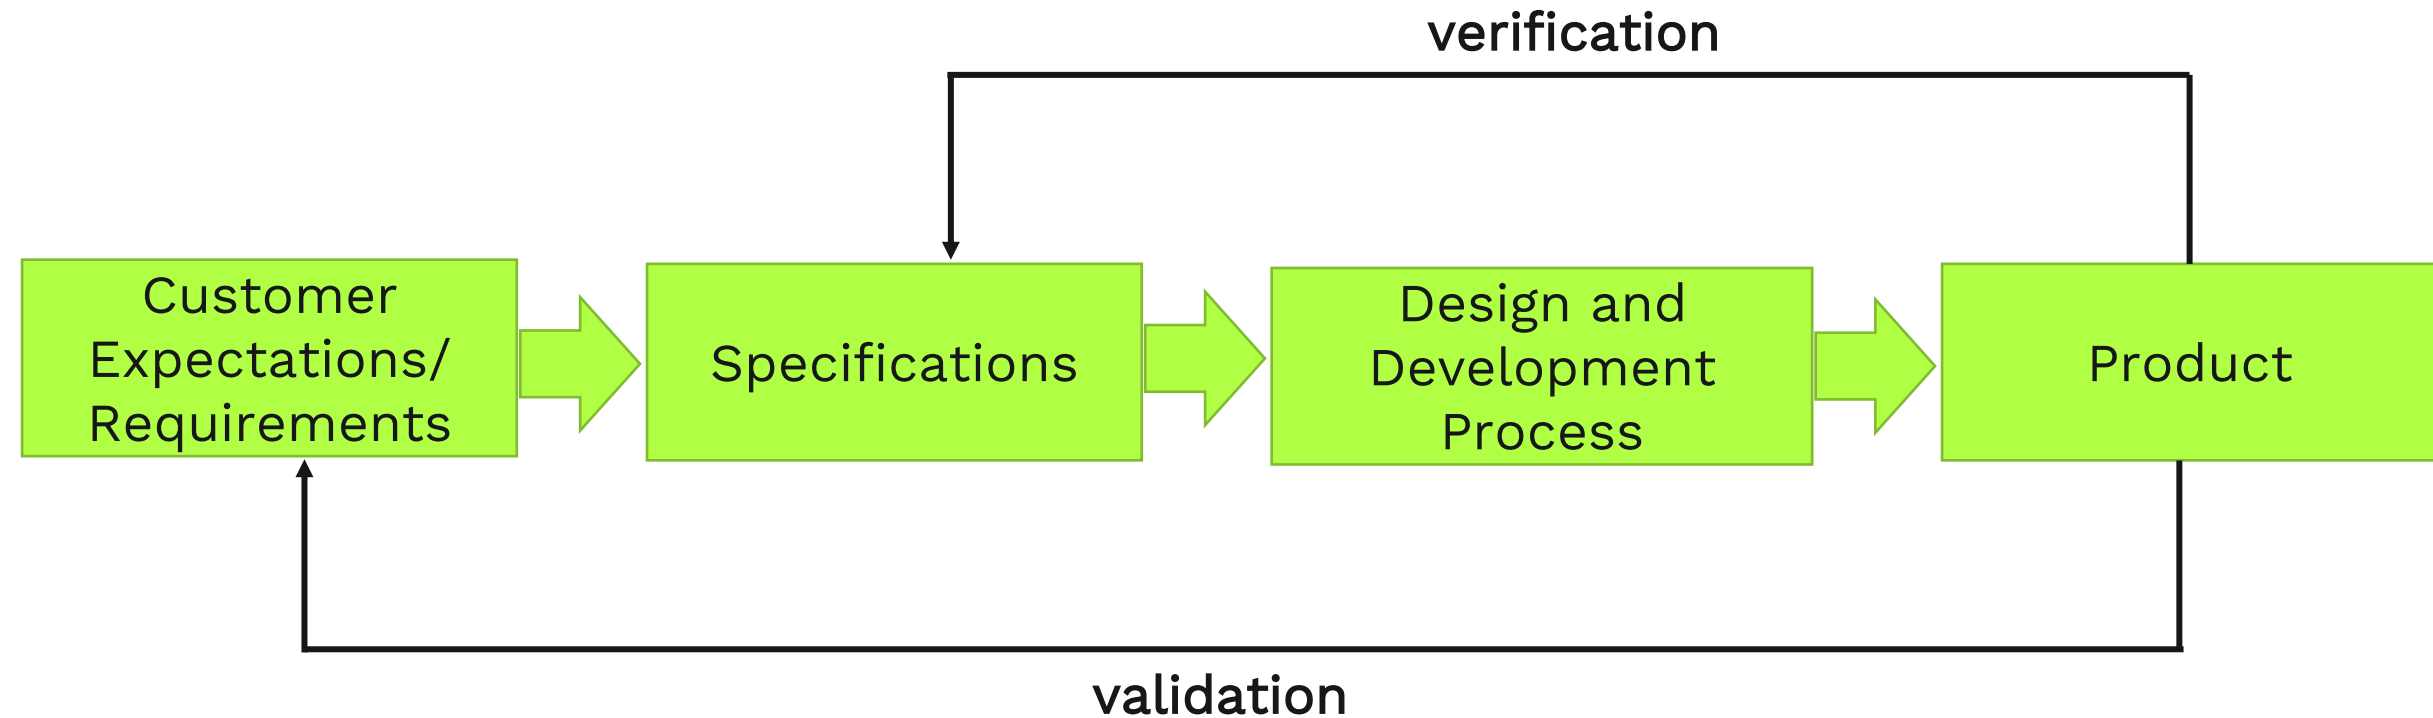 verification
Customer
Expectations/
Requirements
Specifications
Design and
Development
Process
Product
validation